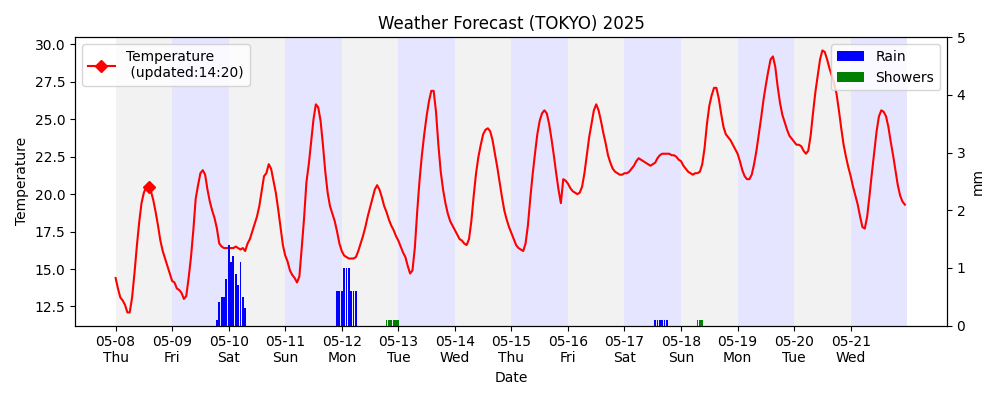 Weather Forecast (TOKYO) 2025
Temperature
(updated:14:20)
Rain
Showers
30.0
27.5
25.0
22.5
20.0
17.5
15.0
12.5
Temperature
5
4
3
2
1
0
mm
05-08 05-09 05-10 05-11 05-12 05-13 05-14 05-15 05-16 05-17 05-18 05-19 05-20 05-21
Thu Fri Sat Sun Mon Tue Wed Thu Fri Sat Sun Mon Tue Wed
Date